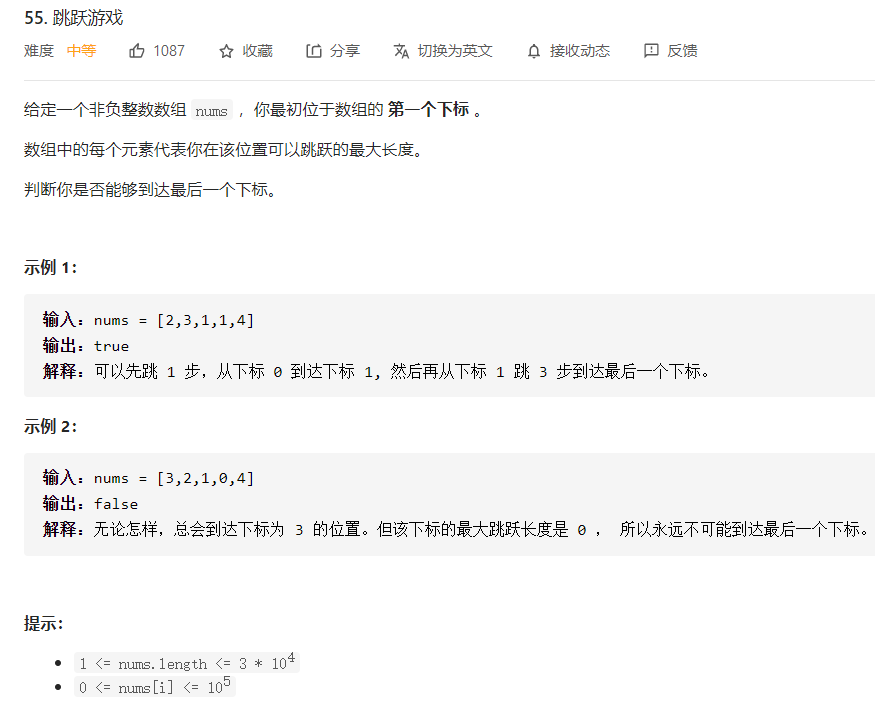 55. 跳跃游戏
难度 中等 1087 收藏 分享 切换为英文 接收动态 反馈
给定一个非负整数数组 nums ，你最初位于数组的 第一个下标 。
数组中的每个元素代表你在该位置可以跳跃的最大长度。
判断你是否能够到达最后一个下标。
示例 1：
输入：nums = [2,3,1,1,4]
输出：true
解释：可以先跳 1 步，从下标 0 到达下标 1, 然后再从下标 1 跳 3 步到达最后一个下标。
示例 2：
输入：nums = [3,2,1,0,4]
输出：false
解释：无论怎样，总会到达下标为 3 的位置。但该下标的最大跳跃长度是 0 ， 所以永远不可能到达最后一个下标。
提示：
• 1 <= nums.length <= 3 * 10⁴
• 0 <= nums[i] <= 10⁵